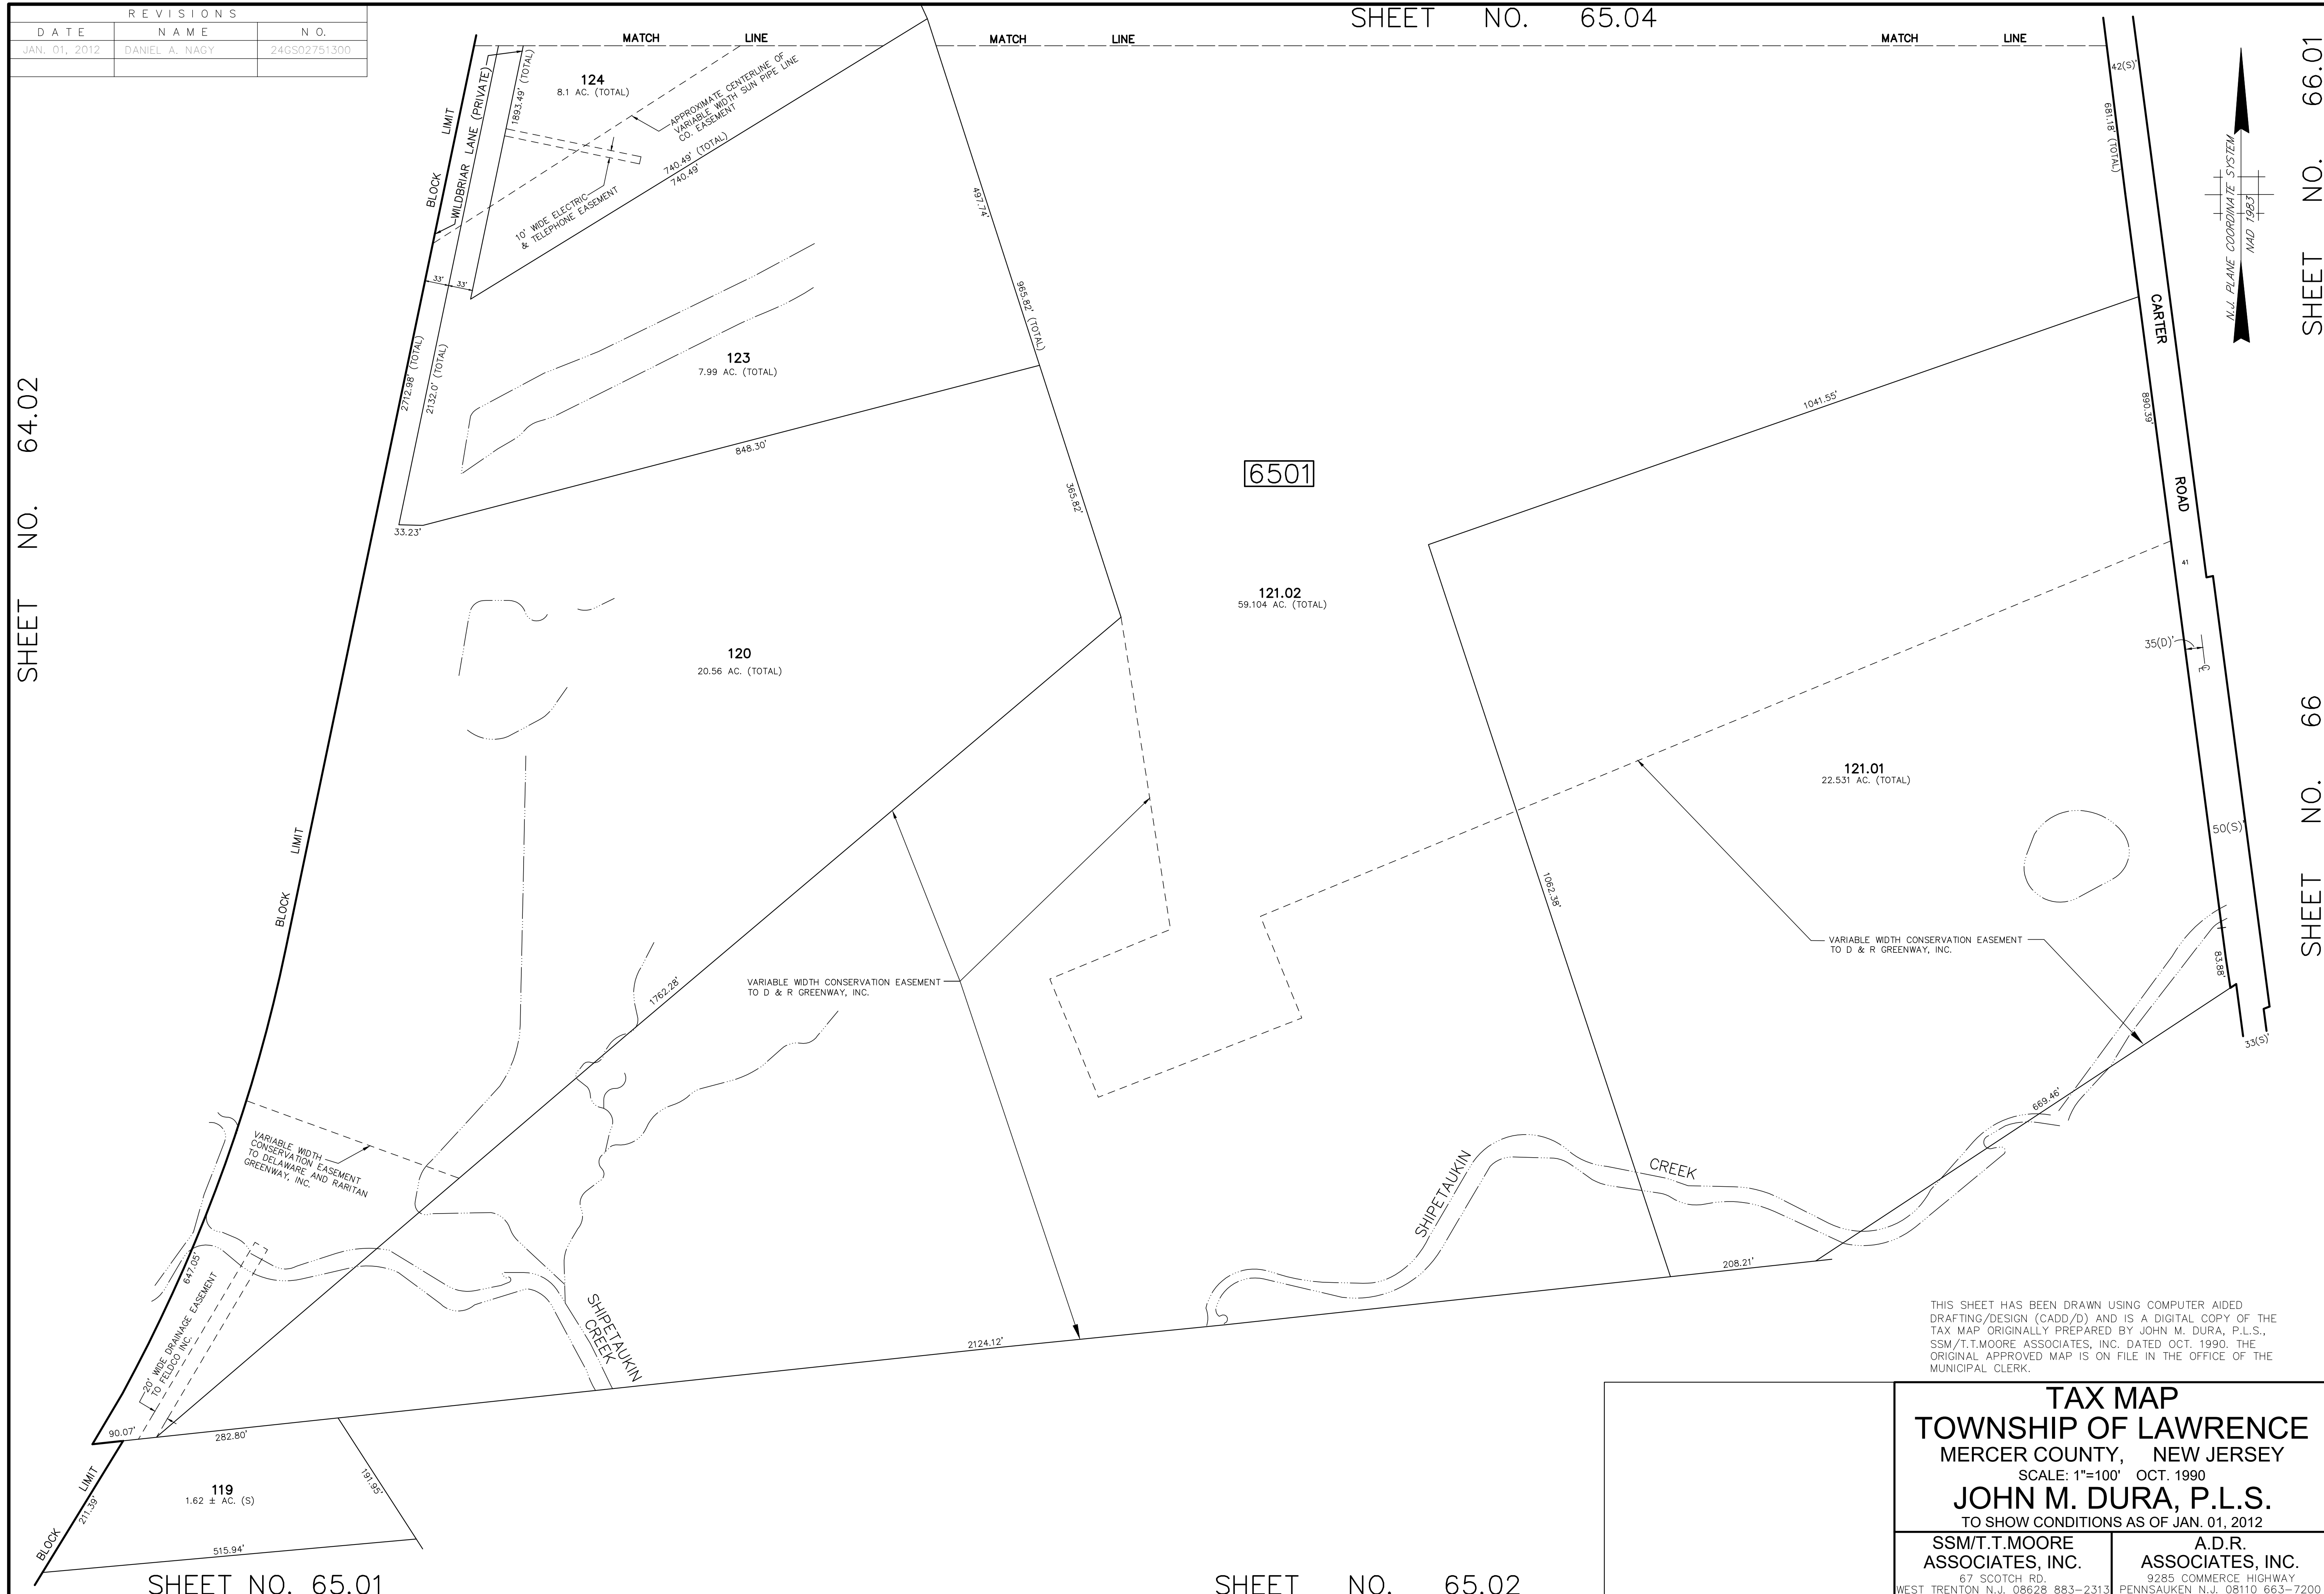 REVISIONS
DATE NAME NO.
JAN. 01, 2012 DANIEL A. NAGY 24GS02751300
SHEET NO. 65.04
MATCH LINE
MATCH LINE
MATCH LINE
SHEET NO. 66.01
SHEET NO. 66
SHEET NO. 64.02
N.J. PLANE COORDINATE SYSTEM
NAD 1983
BLOCK LIMIT
WILDBRIAR LANE (PRIVATE)
1893.49' (TOTAL)
124
8.1 AC. (TOTAL)
APPROXIMATE CENTERLINE OF
VARIABLE WIDTH SUN PIPE LINE
CO. EASEMENT
740.49' (TOTAL)
740.49'
10' WIDE ELECTRIC
& TELEPHONE EASEMENT
33'
33'
497.74'
965.82' (TOTAL)
42(S)'
681.18' (TOTAL)
CARTER ROAD
2712.98' (TOTAL)
2132.0' (TOTAL)
123
7.99 AC. (TOTAL)
848.30'
33.23'
365.82'
6501
1041.55'
890.39'
41
121.02
59.104 AC. (TOTAL)
120
20.56 AC. (TOTAL)
35(D)'
℄
121.01
22.531 AC. (TOTAL)
50(S)'
BLOCK LIMIT
1062.38'
VARIABLE WIDTH CONSERVATION EASEMENT
TO D & R GREENWAY, INC.
83.88'
1762.28'
VARIABLE WIDTH CONSERVATION EASEMENT
TO D & R GREENWAY, INC.
33(S)'
669.46'
VARIABLE WIDTH
CONSERVATION EASEMENT
TO DELAWARE AND RARITAN
GREENWAY, INC.
SHIPETAUKIN CREEK
647.05'
20' WIDE DRAINAGE EASEMENT
TO FELDCO INC.
SHIPETAUKIN
CREEK
208.21'
2124.12'
90.07'
282.80'
BLOCK LIMIT
211.39'
119
1.62 ± AC. (S)
191.95'
515.94'
SHEET NO. 65.01
SHEET NO. 65.02
THIS SHEET HAS BEEN DRAWN USING COMPUTER AIDED
DRAFTING/DESIGN (CADD/D) AND IS A DIGITAL COPY OF THE
TAX MAP ORIGINALLY PREPARED BY JOHN M. DURA, P.L.S.,
SSM/T.T.MOORE ASSOCIATES, INC. DATED OCT. 1990. THE
ORIGINAL APPROVED MAP IS ON FILE IN THE OFFICE OF THE
MUNICIPAL CLERK.
TAX MAP
TOWNSHIP OF LAWRENCE
MERCER COUNTY, NEW JERSEY
SCALE: 1"=100' OCT. 1990
JOHN M. DURA, P.L.S.
TO SHOW CONDITIONS AS OF JAN. 01, 2012
SSM/T.T.MOORE
ASSOCIATES, INC.
67 SCOTCH RD.
WEST TRENTON N.J. 08628 883-2313
A.D.R.
ASSOCIATES, INC.
9285 COMMERCE HIGHWAY
PENNSAUKEN N.J. 08110 663-7200